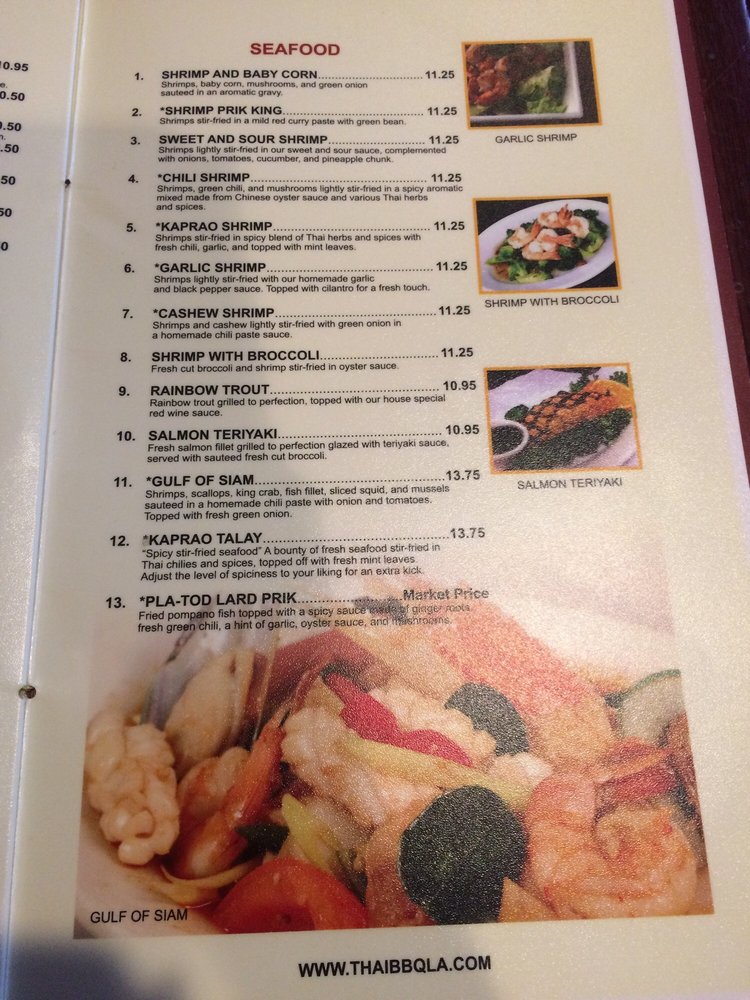 0.95
e.
0.50
0.50
n.
.50
50
50
0
SEAFOOD
1. SHRIMP AND BABY CORN..............................11.25
Shrimps, baby corn, mushrooms, and green onion
sauteed in an aromatic gravy.
2. *SHRIMP PRIK KING........................................11.25
Shrimps stir-fried in a mild red curry paste with green bean.
3. SWEET AND SOUR SHRIMP............................11.25
Shrimps lightly stir-fried in our sweet and sour sauce, complemented
with onions, tomatoes, cucumber, and pineapple chunk.
4. *CHILI SHRIMP..................................................11.25
Shrimps, green chili, and mushrooms lightly stir-fried in a spicy aromatic
mixed made from Chinese oyster sauce and various Thai herbs
and spices.
5. *KAPRAO SHRIMP............................................11.25
Shrimps stir-fried in spicy blend of Thai herbs and spices with
fresh chili, garlic, and topped with mint leaves.
6. *GARLIC SHRIMP..............................................11.25
Shrimps lightly stir-fried with our homemade garlic
and black pepper sauce. Topped with cilantro for a fresh touch.
7. *CASHEW SHRIMP............................................11.25
Shrimps and cashew lightly stir-fried with green onion in
a homemade chili paste sauce.
8. SHRIMP WITH BROCCOLI................................11.25
Fresh cut broccoli and shrimp stir-fried in oyster sauce.
9. RAINBOW TROUT.............................................10.95
Rainbow trout grilled to perfection, topped with our house special
red wine sauce.
10. SALMON TERIYAKI...........................................10.95
Fresh salmon fillet grilled to perfection glazed with teriyaki sauce,
served with sauteed fresh cut broccoli.
11. *GULF OF SIAM.................................................13.75
Shrimps, scallops, king crab, fish fillet, sliced squid, and mussels
sauteed in a homemade chili paste with onion and tomatoes.
Topped with fresh green onion.
12. *KAPRAO TALAY...............................................13.75
“Spicy stir-fried seafood” A bounty of fresh seafood stir-fried in
Thai chilies and spices, topped off with fresh mint leaves
Adjust the level of spiciness to your liking for an extra kick.
13. *PLA-TOD LARD PRIK..........................Market Price
Fried pompano fish topped with a spicy sauce made of ginger roots,
fresh green chili, a hint of garlic, oyster sauce, and mushrooms.
GARLIC SHRIMP
SHRIMP WITH BROCCOLI
SALMON TERIYAKI
GULF OF SIAM
WWW.THAIBBQLA.COM